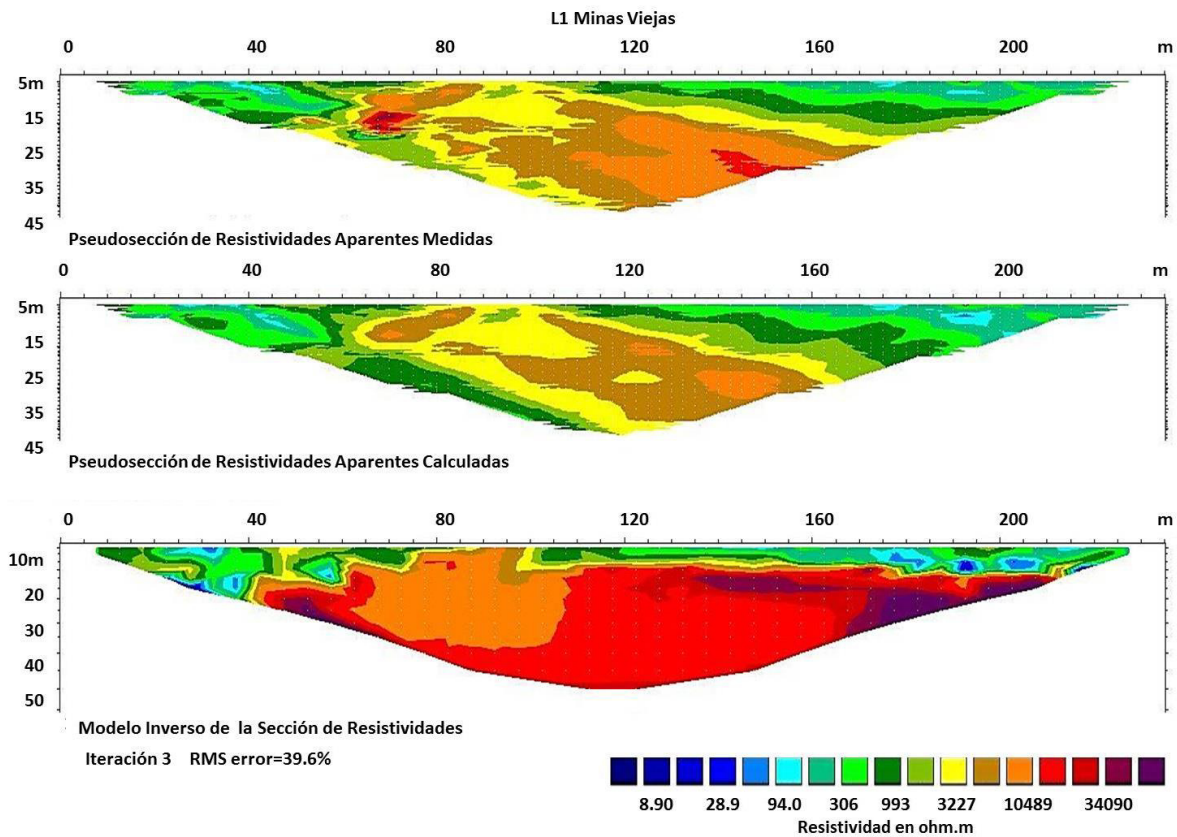 L1 Minas Viejas
0 40 80 120 160 200 m
5m
15
25
35
45
Pseudosección de Resistividades Aparentes Medidas
0 40 80 120 160 200 m
5m
15
25
35
45
Pseudosección de Resistividades Aparentes Calculadas
0 40 80 120 160 200 m
10m
20
30
40
50
Modelo Inverso de la Sección de Resistividades
Iteración 3 RMS error=39.6%
8.90 28.9 94.0 306 993 3227 10489 34090
Resistividad en ohm.m